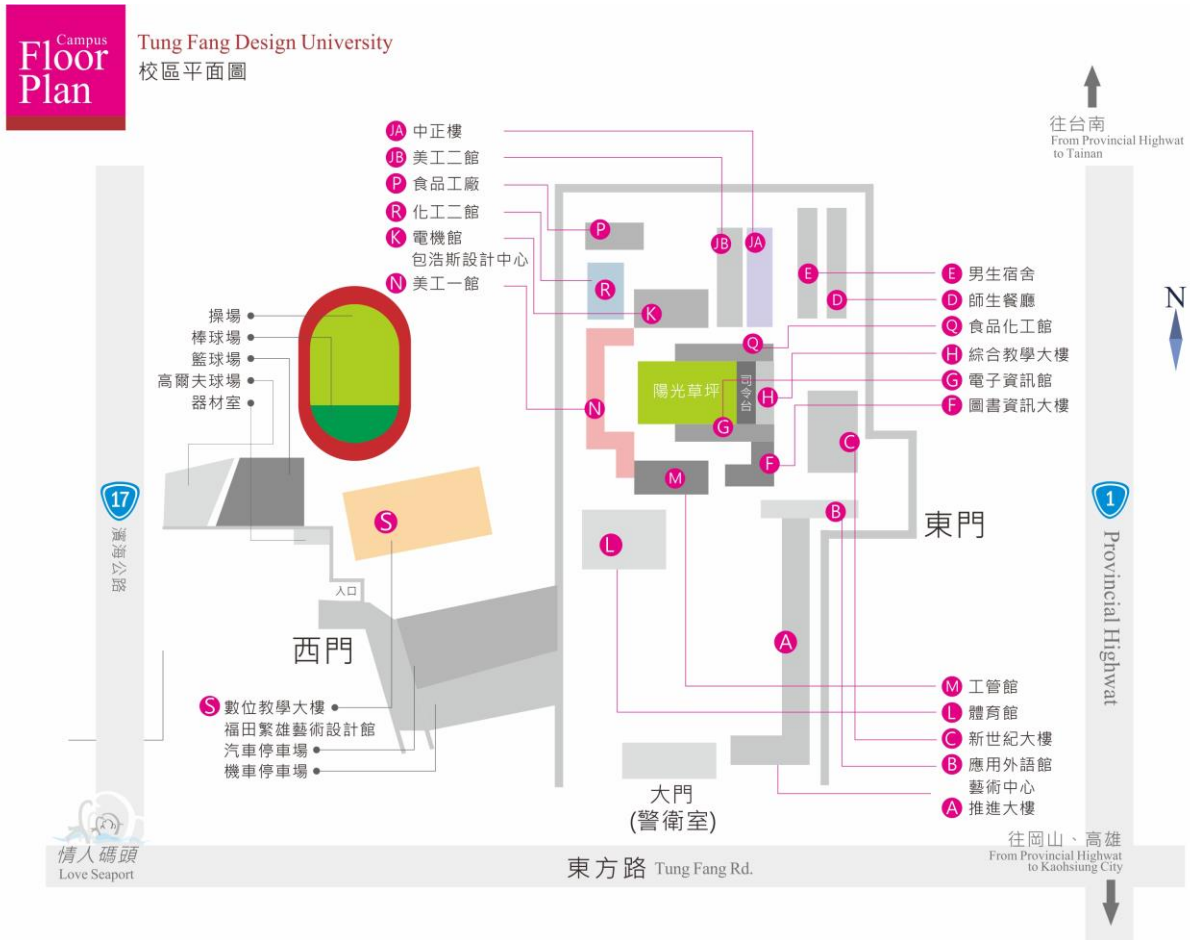 Campus
Floor
Plan
Tung Fang Design University
校區平面圖
往台南
From Provincial Highwat
to Tainan
JA 中正樓
JB 美工二館
P 食品工廠
R 化工二館
K 電機館
包浩斯設計中心
N 美工一館
P
JB
JA
R
K
E
D
E 男生宿舍
D 師生餐廳
Q 食品化工館
H 綜合教學大樓
G 電子資訊館
F 圖書資訊大樓
N
操場
棒球場
籃球場
高爾夫球場
器材室
Q
陽光草坪
司令台
H
N
G
C
F
M
17
濱海公路
S
L
B
東門
1
Provincial Highwat
入口
西門
A
S 數位教學大樓
福田繁雄藝術設計館
汽車停車場
機車停車場
M 工管館
L 體育館
C 新世紀大樓
B 應用外語館
藝術中心
A 推進大樓
大門
(警衛室)
情人碼頭
Love Seaport
東方路 Tung Fang Rd.
往岡山、高雄
From Provincial Highwat
to Kaohsiung City